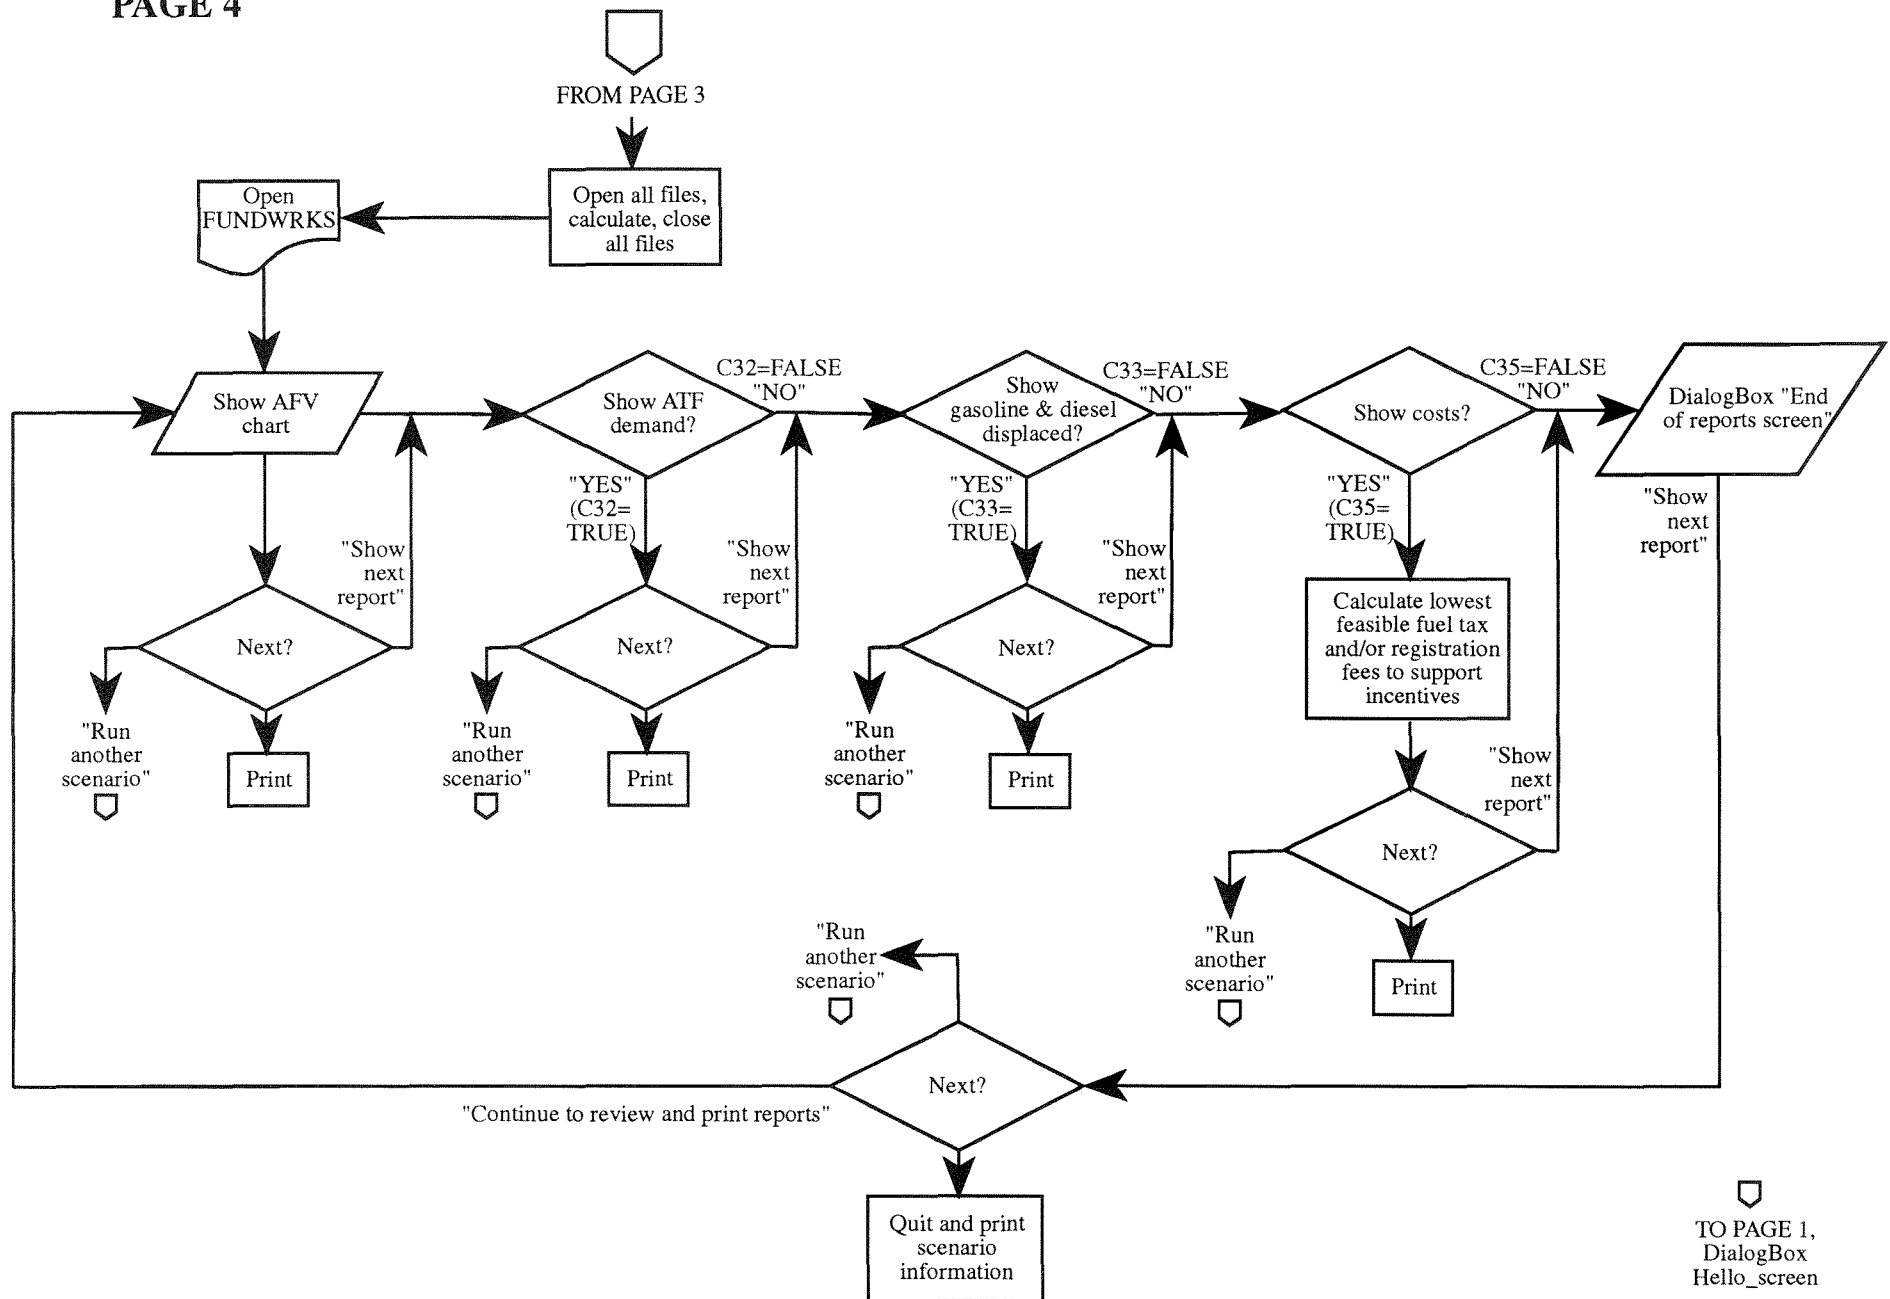 PAGE 4
FROM PAGE 3
Open all files,
calculate, close
all files
Open
FUNDWRKS
Show AFV
chart
C32=FALSE
"NO"
Show ATF
demand?
C33=FALSE
"NO"
Show
gasoline & diesel
displaced?
C35=FALSE
"NO"
Show costs?
DialogBox "End
of reports screen"
"YES"
(C32=
TRUE)
"YES"
(C33=
TRUE)
"YES"
(C35=
TRUE)
"Show
next
report"
"Show
next
report"
"Show
next
report"
"Show
next
report"
Next?
Next?
Next?
Calculate lowest
feasible fuel tax
and/or registration
fees to support
incentives
"Run
another
scenario"
Print
"Run
another
scenario"
Print
"Run
another
scenario"
Print
"Show
next
report"
Next?
"Run
another
scenario"
Print
"Run
another
scenario"
Next?
"Continue to review and print reports"
Quit and print
scenario
information
TO PAGE 1,
DialogBox
Hello_screen